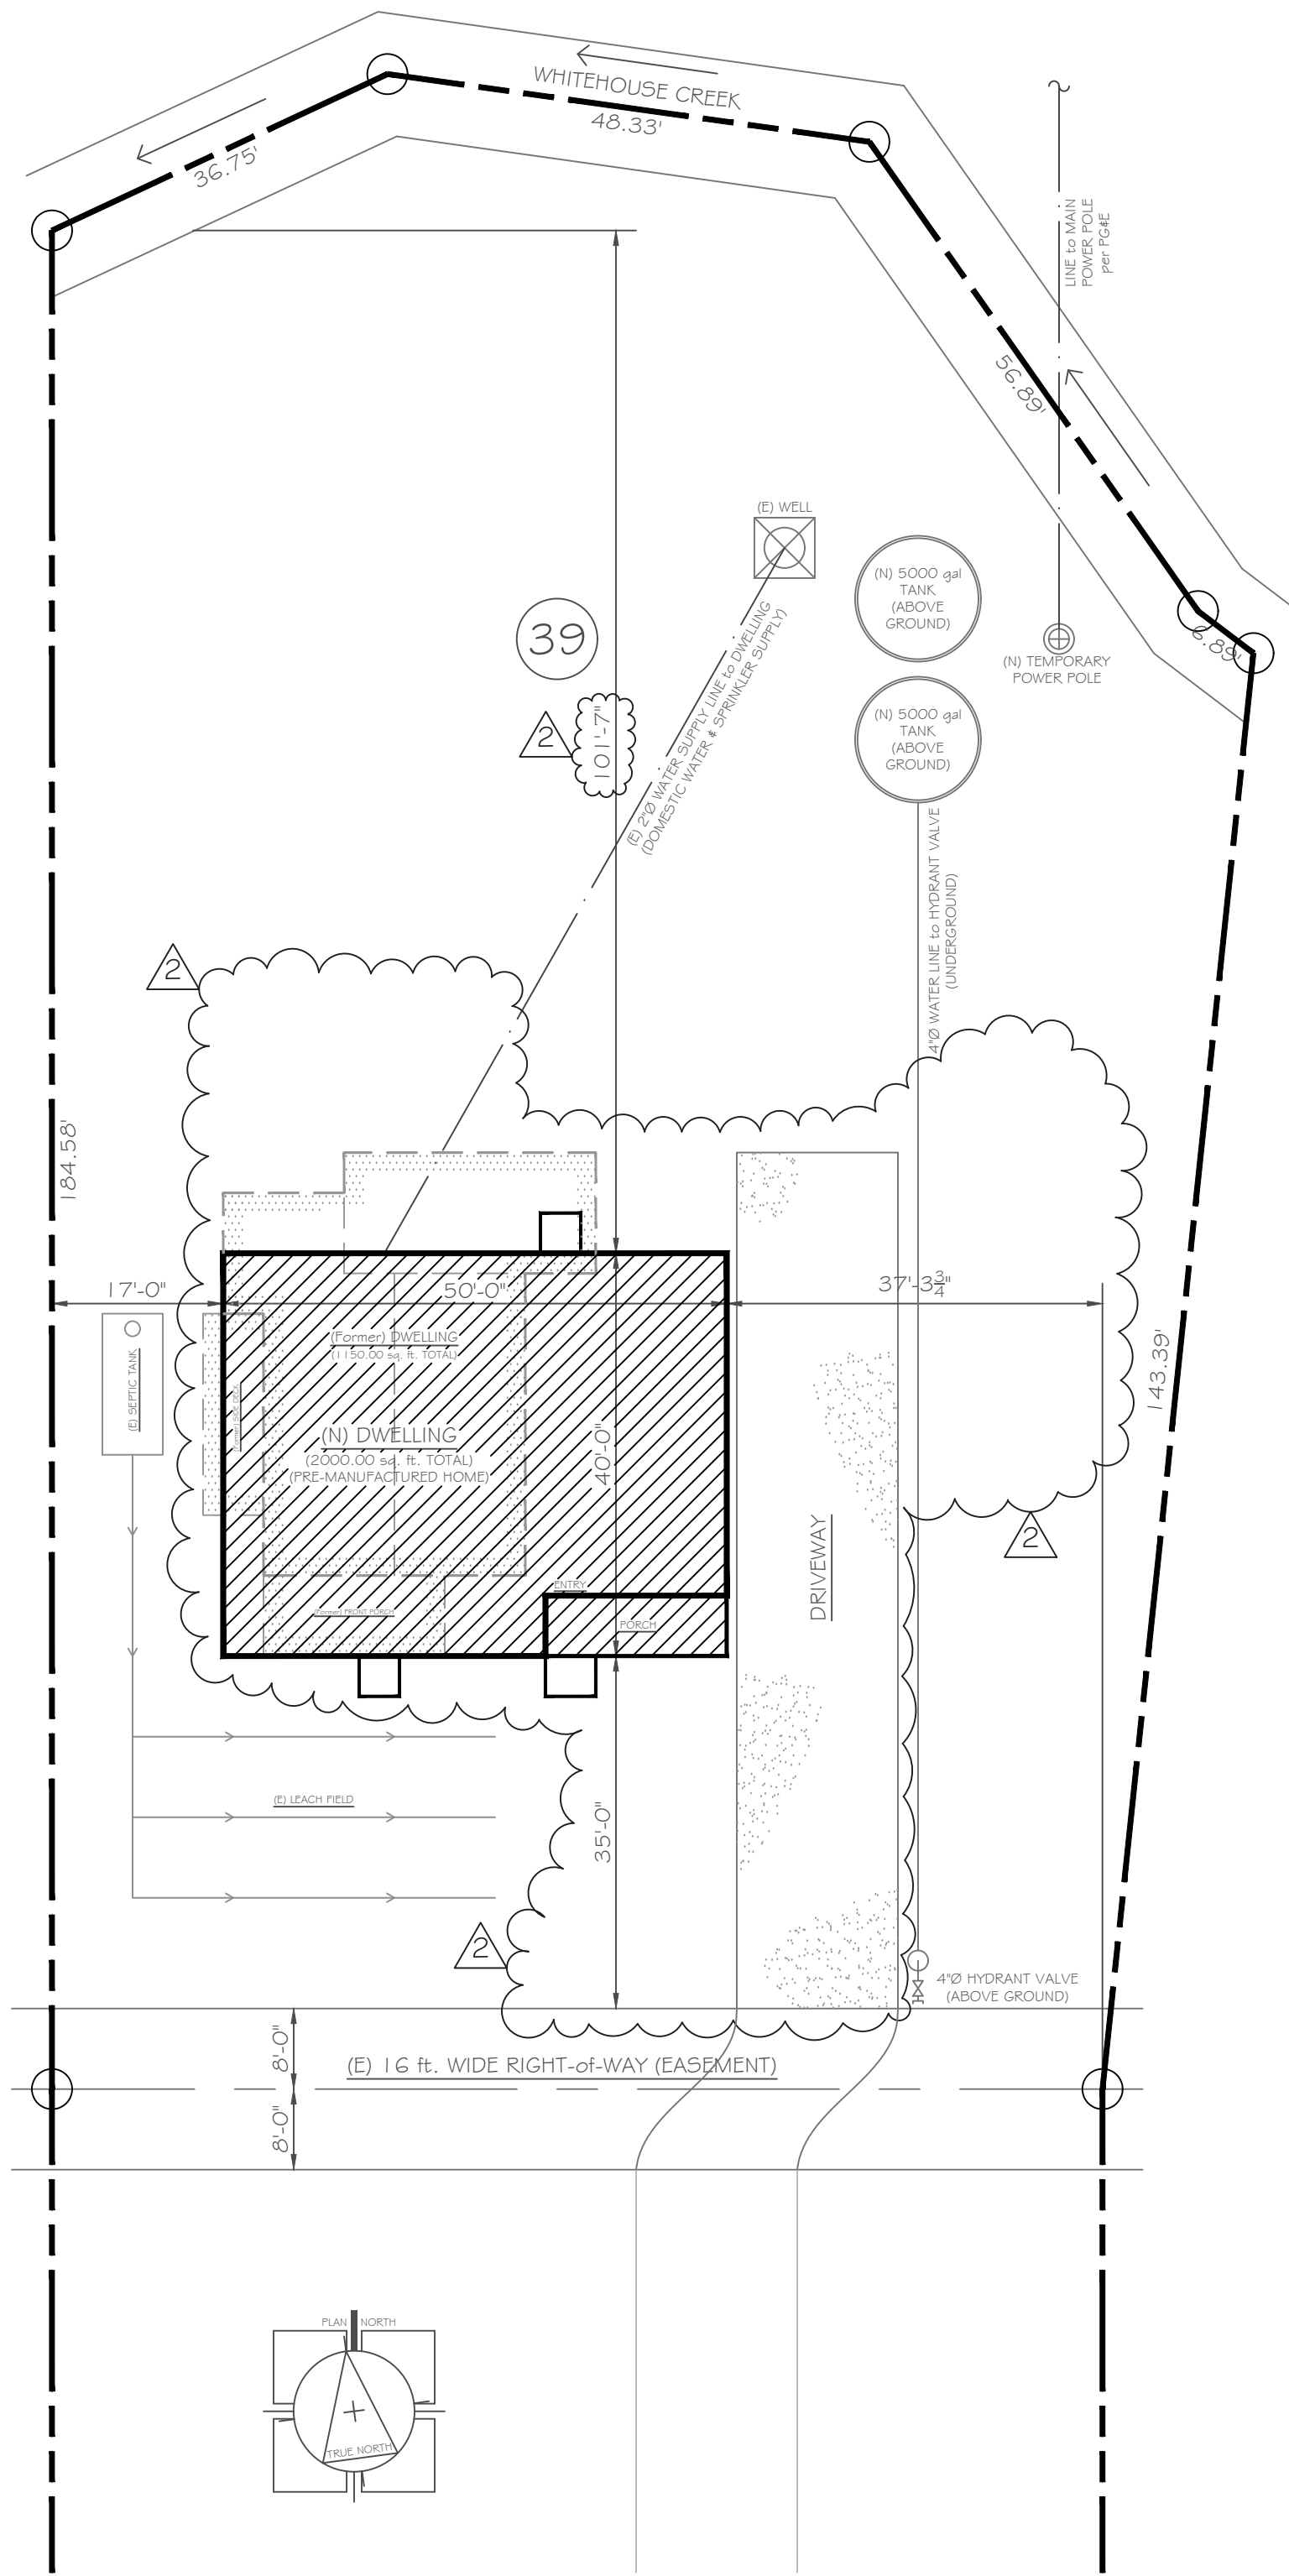 WHITEHOUSE CREEK
48.33'
36.75'
LINE to MAIN
POWER POLE
per PG&E
56.89'
(E) WELL
(N) 5000 gal
TANK
(ABOVE
GROUND)
39
6.89'
(N) TEMPORARY
POWER POLE
2
101'-7"
(E) 2"Ø WATER SUPPLY LINE to DWELLING
(DOMESTIC WATER & SPRINKLER SUPPLY)
(N) 5000 gal
TANK
(ABOVE
GROUND)
4"Ø WATER LINE to HYDRANT VALVE
(UNDERGROUND)
2
184.58'
17'-0"
50'-0"
37'-3 3/4"
(E) SEPTIC TANK
(Former) SIDE DECK
(Former) DWELLING
(1150.00 sq. ft. TOTAL)
143.39'
(N) DWELLING
(2000.00 sq. ft. TOTAL)
(PRE-MANUFACTURED HOME)
40'-0"
DRIVEWAY
2
ENTRY
(Former) FRONT PORCH
PORCH
(E) LEACH FIELD
35'-0"
2
4"Ø HYDRANT VALVE
(ABOVE GROUND)
8'-0"
(E) 16 ft. WIDE RIGHT-of-WAY (EASEMENT)
8'-0"
PLAN NORTH
TRUE NORTH